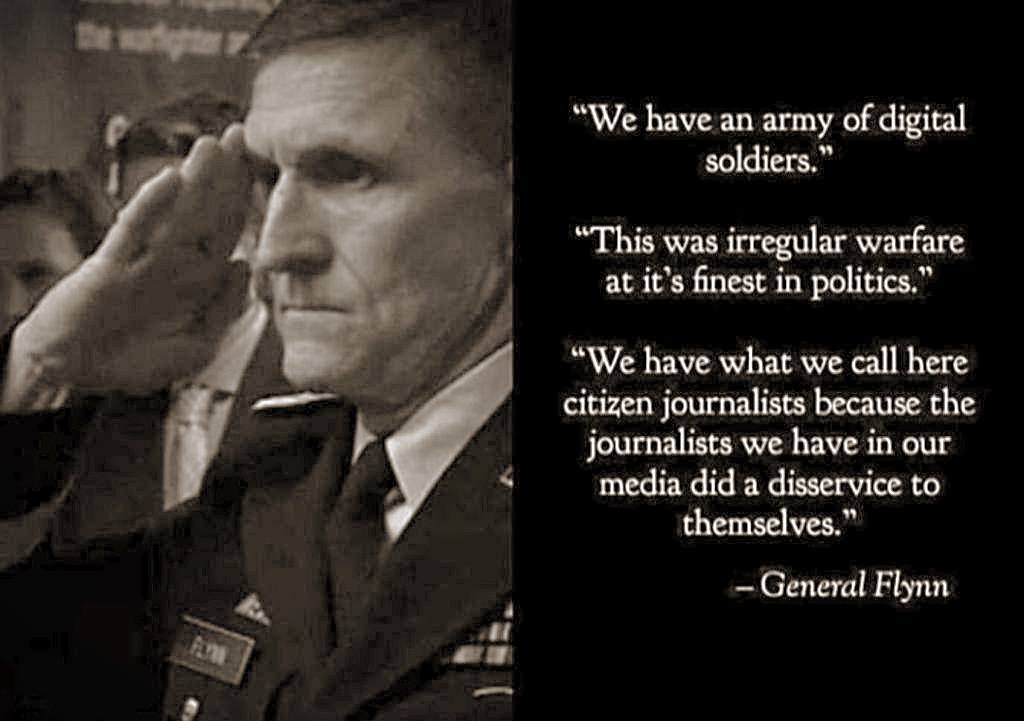 the warfighter
“We have an army of digital
soldiers.”
“This was irregular warfare
at it’s finest in politics.”
“We have what we call here
citizen journalists because the
journalists we have in our
media did a disservice to
themselves.”
– General Flynn
FLYNN